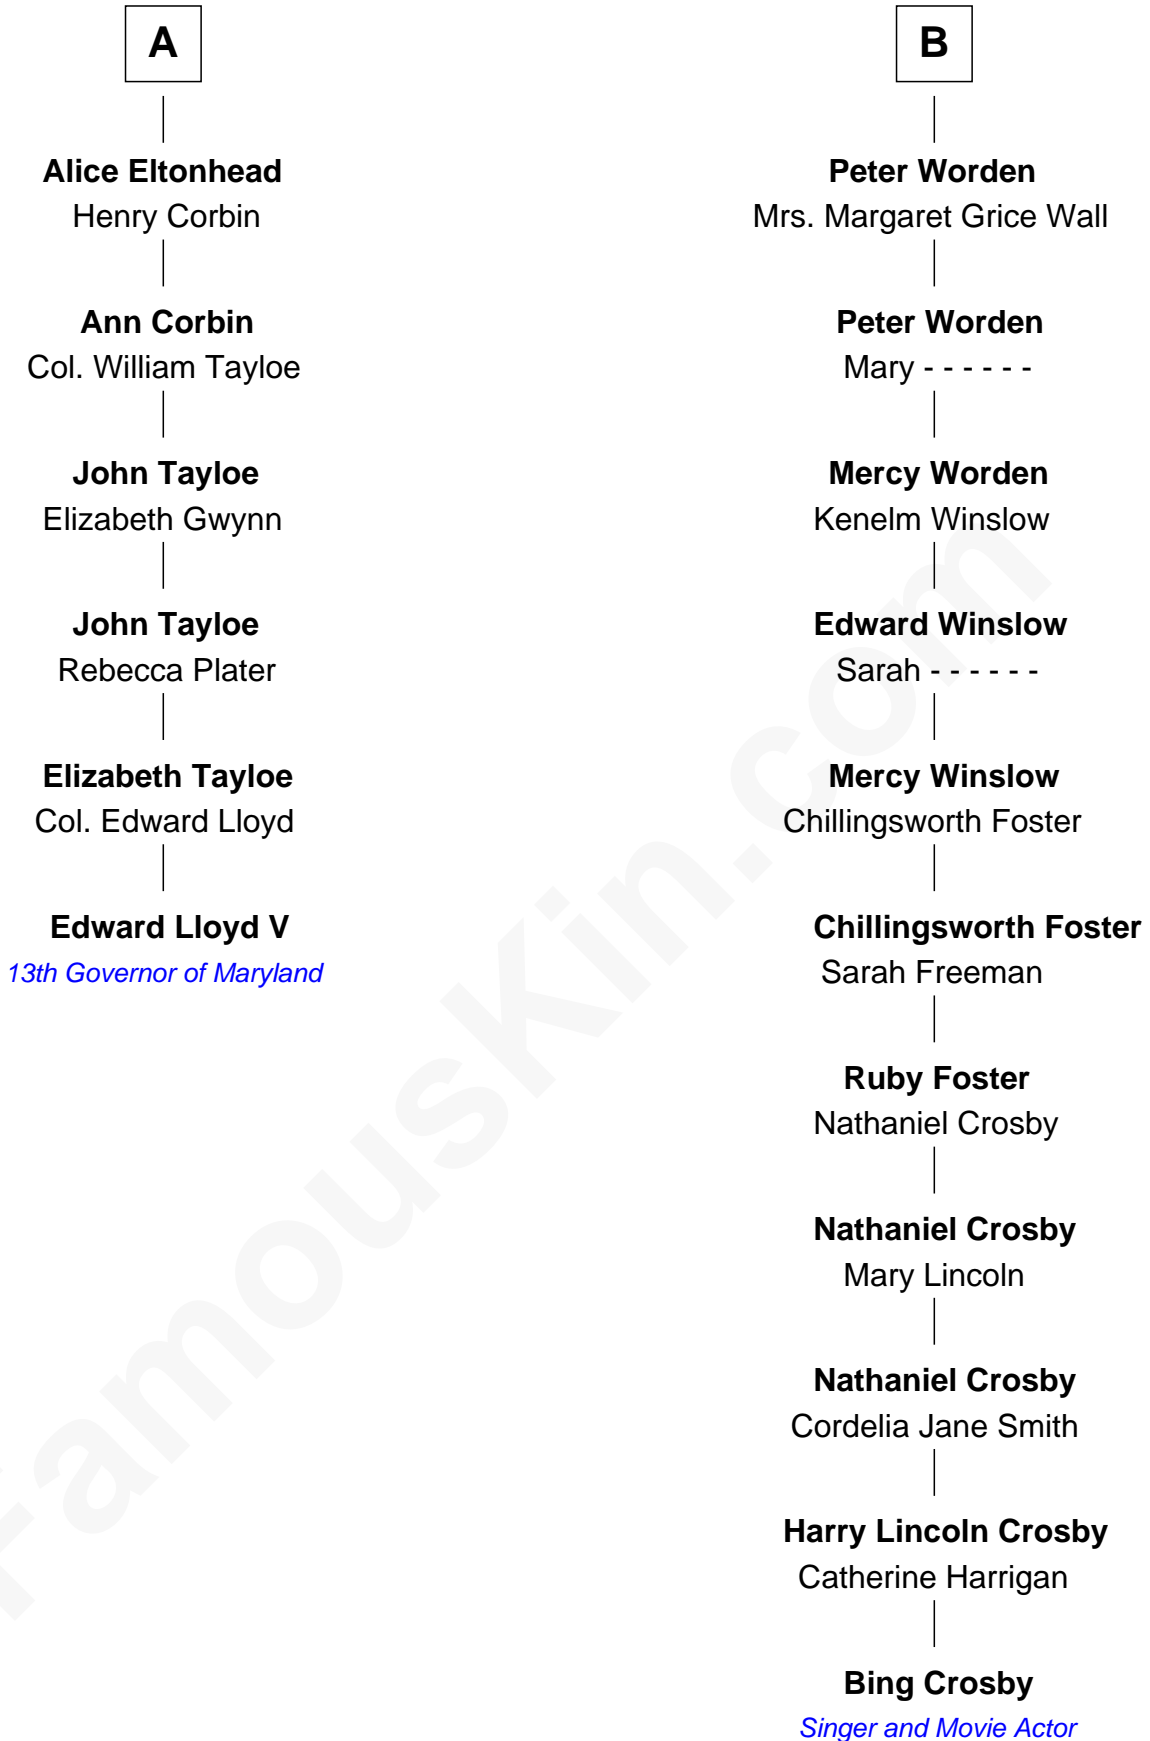 A
Alice Eltonhead
Henry Corbin
Ann Corbin
Col. William Tayloe
John Tayloe
Elizabeth Gwynn
John Tayloe
Rebecca Plater
Elizabeth Tayloe
Col. Edward Lloyd
Edward Lloyd V
13th Governor of Maryland
B
Peter Worden
Mrs. Margaret Grice Wall
Peter Worden
Mary - - - - - -
Mercy Worden
Kenelm Winslow
Edward Winslow
Sarah - - - - - -
Mercy Winslow
Chillingsworth Foster
Chillingsworth Foster
Sarah Freeman
Ruby Foster
Nathaniel Crosby
Nathaniel Crosby
Mary Lincoln
Nathaniel Crosby
Cordelia Jane Smith
Harry Lincoln Crosby
Catherine Harrigan
Bing Crosby
Singer and Movie Actor
FamousKin.com